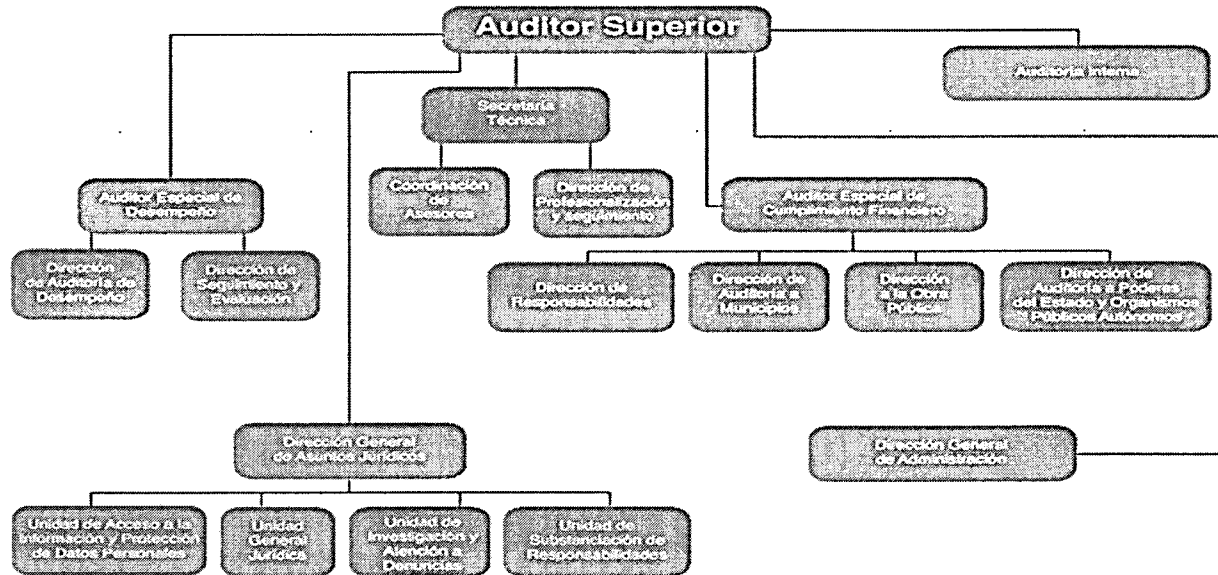 Auditor Superior
Auditoría Interna
Secretaría
Técnica
Coordinación
de
Asesores
Dirección de
Profesionalización
y seguimiento
Auditor Especial de
Desempeño
Auditor Especial de
Cumplimiento Financiero
Dirección
de Auditoría de
Desempeño
Dirección de
Seguimiento y
Evaluación
Dirección de
Responsabilidades
Dirección de
Auditoría a
Municipios
Dirección
a la Obra
Pública
Dirección de
Auditoría a Poderes
del Estado y Organismos
Públicos Autónomos
Dirección General
de Asuntos Jurídicos
Dirección General
de Administración
Unidad de Acceso a la
Información y Protección
de Datos Personales
Unidad
General
Jurídica
Unidad de
Investigación y
Atención a
Denuncias
Unidad de
Substanciación de
Responsabilidades